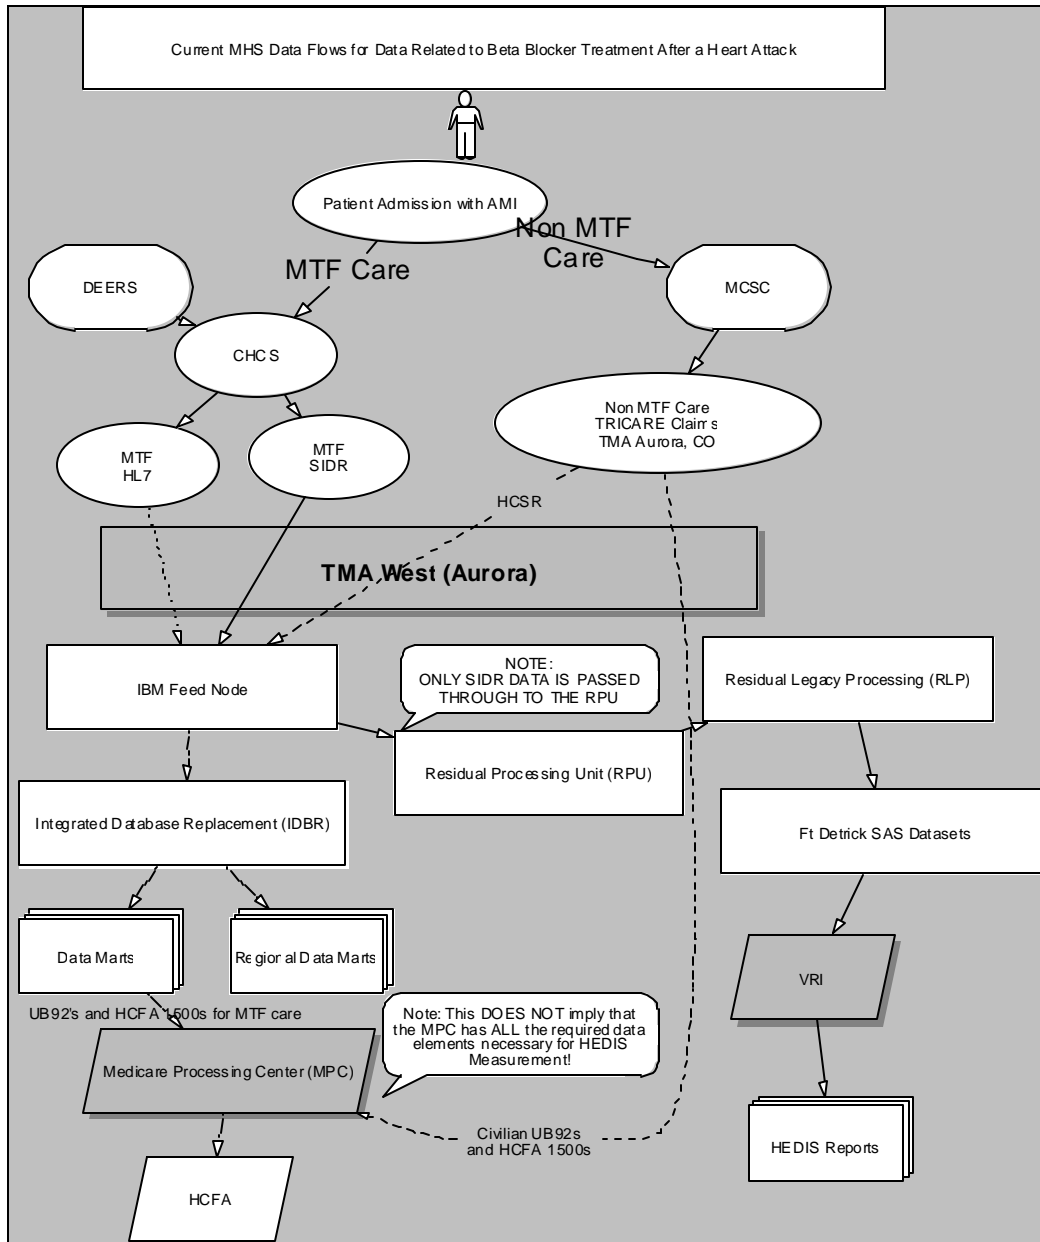 Current MHS Data Flows for Data Related to Beta Blocker Treatment After a Heart Attack
Patient Admission with AMI
Non MTF
Care
MTF Care
DEERS
MCSC
CHCS
Non MTF Care
TRICARE Claims
TMA Aurora, CO
MTF
HL7
MTF
SIDR
HCSR
TMA West (Aurora)
NOTE:
ONLY SIDR DATA IS PASSED
THROUGH TO THE RPU
IBM Feed Node
Residual Legacy Processing (RLP)
Residual Processing Unit (RPU)
Integrated Database Replacement (IDBR)
Ft Detrick SAS Datasets
Data Marts
Regional Data Marts
VRI
UB92's and HCFA 1500s for MTF care
Note: This DOES NOT imply that
the MPC has ALL the required data
elements necessary for HEDIS
Measurement!
Medicare Processing Center (MPC)
Civilian UB92s
and HCFA 1500s
HEDIS Reports
HCFA